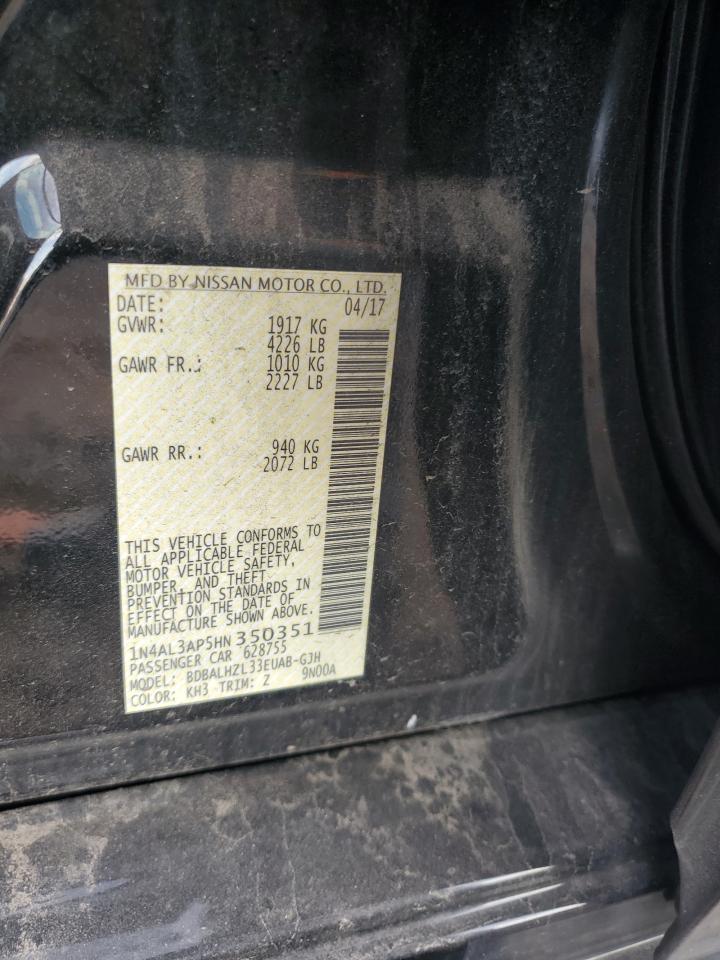 MFD BY NISSAN MOTOR CO., LTD.
DATE: 04/17
GVWR: 1917 KG
4226 LB
GAWR FR.: 1010 KG
2227 LB
GAWR RR.: 940 KG
2072 LB
THIS VEHICLE CONFORMS TO
ALL APPLICABLE FEDERAL
MOTOR VEHICLE SAFETY,
BUMPER, AND THEFT
PREVENTION STANDARDS IN
EFFECT ON THE DATE OF
MANUFACTURE SHOWN ABOVE.
1N4AL3AP5HN350351
PASSENGER CAR 628755
MODEL: BDBALHZL33EUAB-GJH
COLOR: KH3 TRIM: Z 9N00A